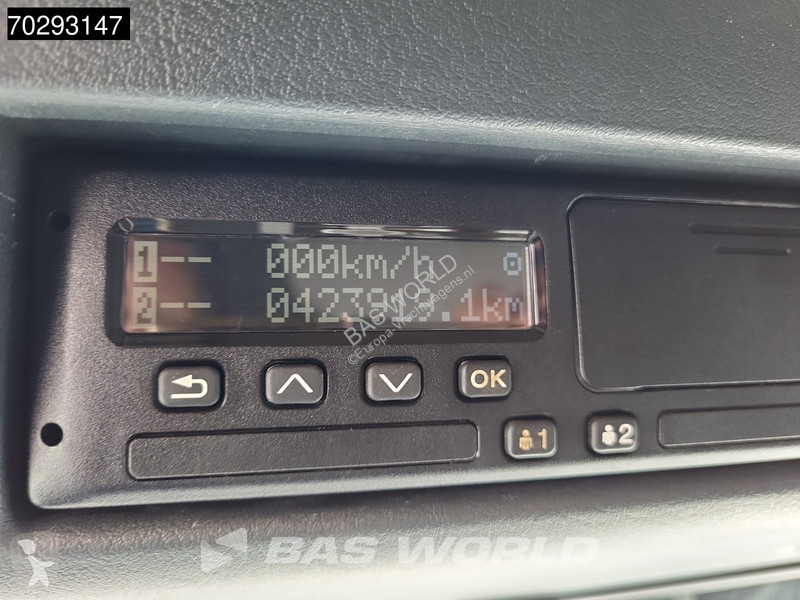 70293147
1-- 000km/h
2--
OK
1
2
BAS WORLD
©Europa-Vrachtwagens.nl
BAS WORLD